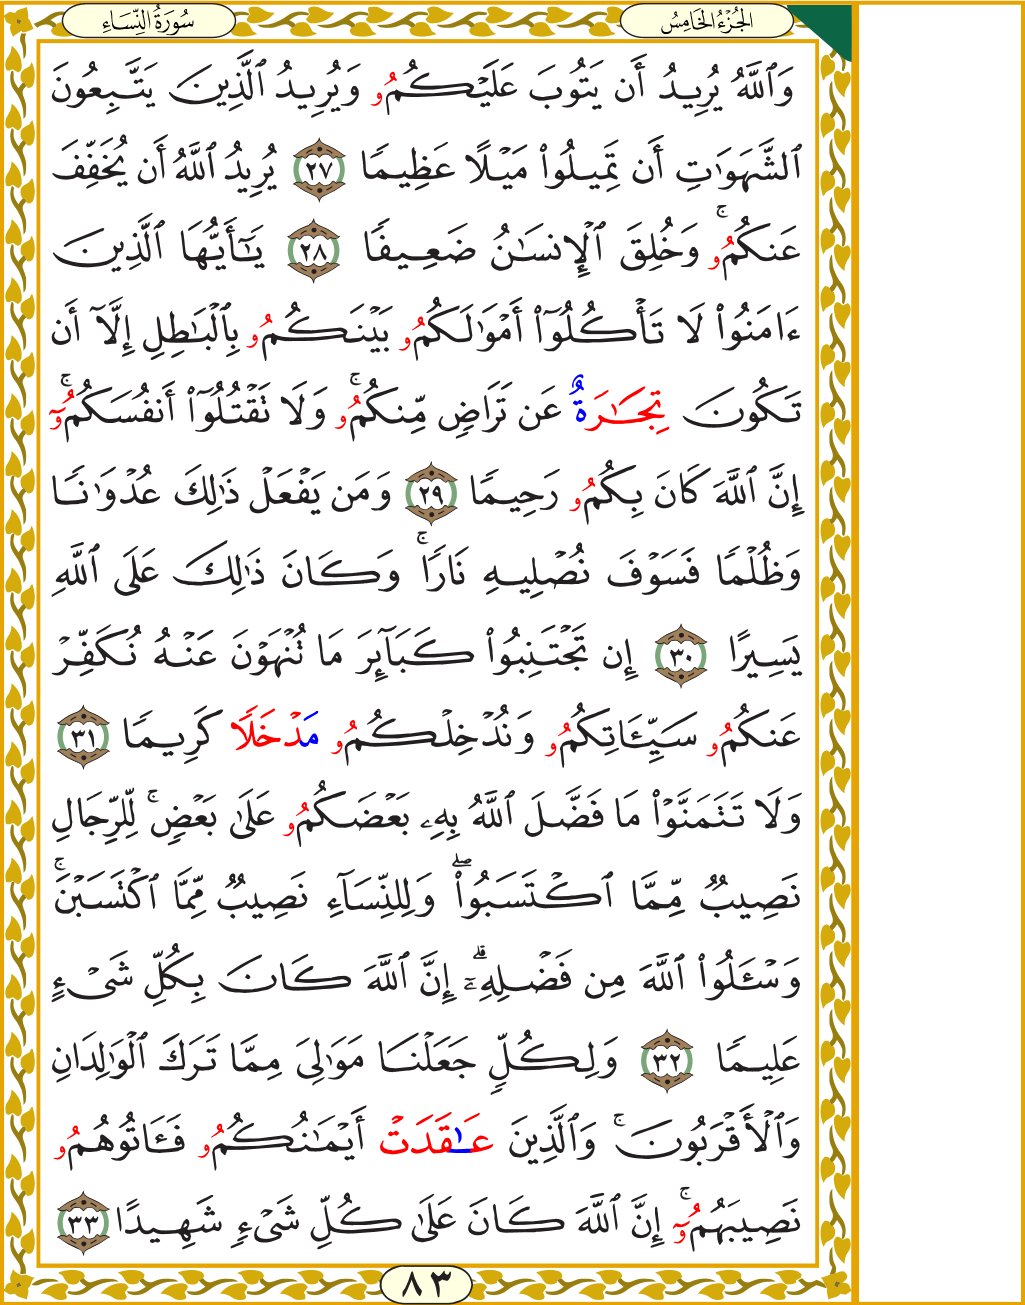 الجُزْءُ الخَامِسُ
سُورَةُ النِّسَاءِ
وَٱللَّهُ يُرِيدُ أَن يَتُوبَ عَلَيْكُمُۥ وَيُرِيدُ ٱلَّذِينَ يَتَّبِعُونَ
ٱلشَّهَوَٰتِ أَن تَمِيلُوا۟ مَيْلًا عَظِيمًا ٢٧ يُرِيدُ ٱللَّهُ أَن يُخَفِّفَ
عَنكُمُۥ ۚ وَخُلِقَ ٱلْإِنسَٰنُ ضَعِيفًا ٢٨ يَٰٓأَيُّهَا ٱلَّذِينَ
ءَامَنُوا۟ لَا تَأْكُلُوٓا۟ أَمْوَٰلَكُمُۥ بَيْنَكُمُۥ بِٱلْبَٰطِلِ إِلَّآ أَن
تَكُونَ تِجَٰرَةٌ عَن تَرَاضٍ مِّنكُمُۥ ۚ وَلَا تَقْتُلُوٓا۟ أَنفُسَكُمُۥٓ ۚ
إِنَّ ٱللَّهَ كَانَ بِكُمُۥ رَحِيمًا ٢٩ وَمَن يَفْعَلْ ذَٰلِكَ عُدْوَٰنًا
وَظُلْمًا فَسَوْفَ نُصْلِيهِ نَارًا ۚ وَكَانَ ذَٰلِكَ عَلَى ٱللَّهِ
يَسِيرًا ٣٠ إِن تَجْتَنِبُوا۟ كَبَآئِرَ مَا تُنْهَوْنَ عَنْهُ نُكَفِّرْ
عَنكُمُۥ سَيِّـَٔاتِكُمُۥ وَنُدْخِلْكُمُۥ مَدْخَلًا كَرِيمًا ٣١
وَلَا تَتَمَنَّوْا۟ مَا فَضَّلَ ٱللَّهُ بِهِۦ بَعْضَكُمُۥ عَلَىٰ بَعْضٍ ۚ لِّلرِّجَالِ
نَصِيبٌ مِّمَّا ٱكْتَسَبُوا۟ ۖ وَلِلنِّسَآءِ نَصِيبٌ مِّمَّا ٱكْتَسَبْنَ ۚ
وَسْـَٔلُوا۟ ٱللَّهَ مِن فَضْلِهِۦٓ ۗ إِنَّ ٱللَّهَ كَانَ بِكُلِّ شَىْءٍ
عَلِيمًا ٣٢ وَلِكُلٍّ جَعَلْنَا مَوَٰلِىَ مِمَّا تَرَكَ ٱلْوَٰلِدَانِ
وَٱلْأَقْرَبُونَ ۚ وَٱلَّذِينَ عَٰقَدَتْ أَيْمَٰنُكُمُۥ فَـَٔاتُوهُمُۥ
نَصِيبَهُمُۥٓ ۚ إِنَّ ٱللَّهَ كَانَ عَلَىٰ كُلِّ شَىْءٍ شَهِيدًا ٣٣
٨٣